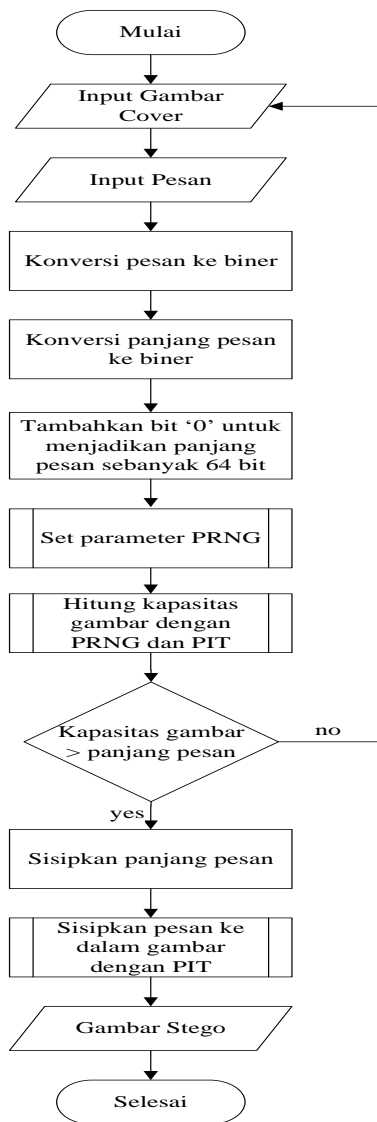 Mulai
Input Gambar
Cover
Input Pesan
Konversi pesan ke biner
Konversi panjang pesan
ke biner
Tambahkan bit ‘0’ untuk
menjadikan panjang
pesan sebanyak 64 bit
Set parameter PRNG
Hitung kapasitas
gambar dengan
PRNG dan PIT
Kapasitas gambar
> panjang pesan
no
yes
Sisipkan panjang pesan
Sisipkan pesan ke
dalam gambar
dengan PIT
Gambar Stego
Selesai